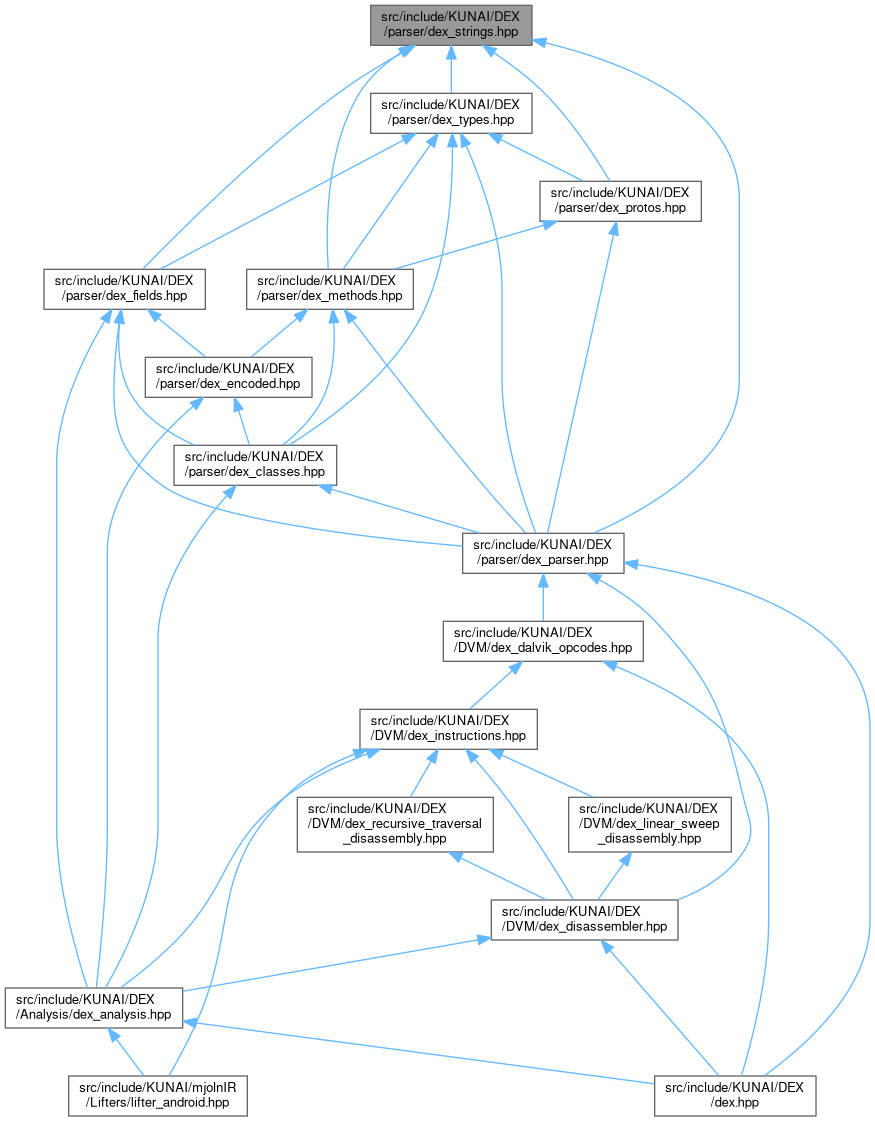 src/include/KUNAI/DEX
/parser/dex_strings.hpp
src/include/KUNAI/DEX
/parser/dex_types.hpp
src/include/KUNAI/DEX
/parser/dex_protos.hpp
src/include/KUNAI/DEX
/parser/dex_fields.hpp
src/include/KUNAI/DEX
/parser/dex_methods.hpp
src/include/KUNAI/DEX
/parser/dex_encoded.hpp
src/include/KUNAI/DEX
/parser/dex_classes.hpp
src/include/KUNAI/DEX
/parser/dex_parser.hpp
src/include/KUNAI/DEX
/DVM/dex_dalvik_opcodes.hpp
src/include/KUNAI/DEX
/DVM/dex_instructions.hpp
src/include/KUNAI/DEX
/DVM/dex_recursive_traversal
_disassembly.hpp
src/include/KUNAI/DEX
/DVM/dex_linear_sweep
_disassembly.hpp
src/include/KUNAI/DEX
/DVM/dex_disassembler.hpp
src/include/KUNAI/DEX
/Analysis/dex_analysis.hpp
src/include/KUNAI/mjolnIR
/Lifters/lifter_android.hpp
src/include/KUNAI/DEX
/dex.hpp